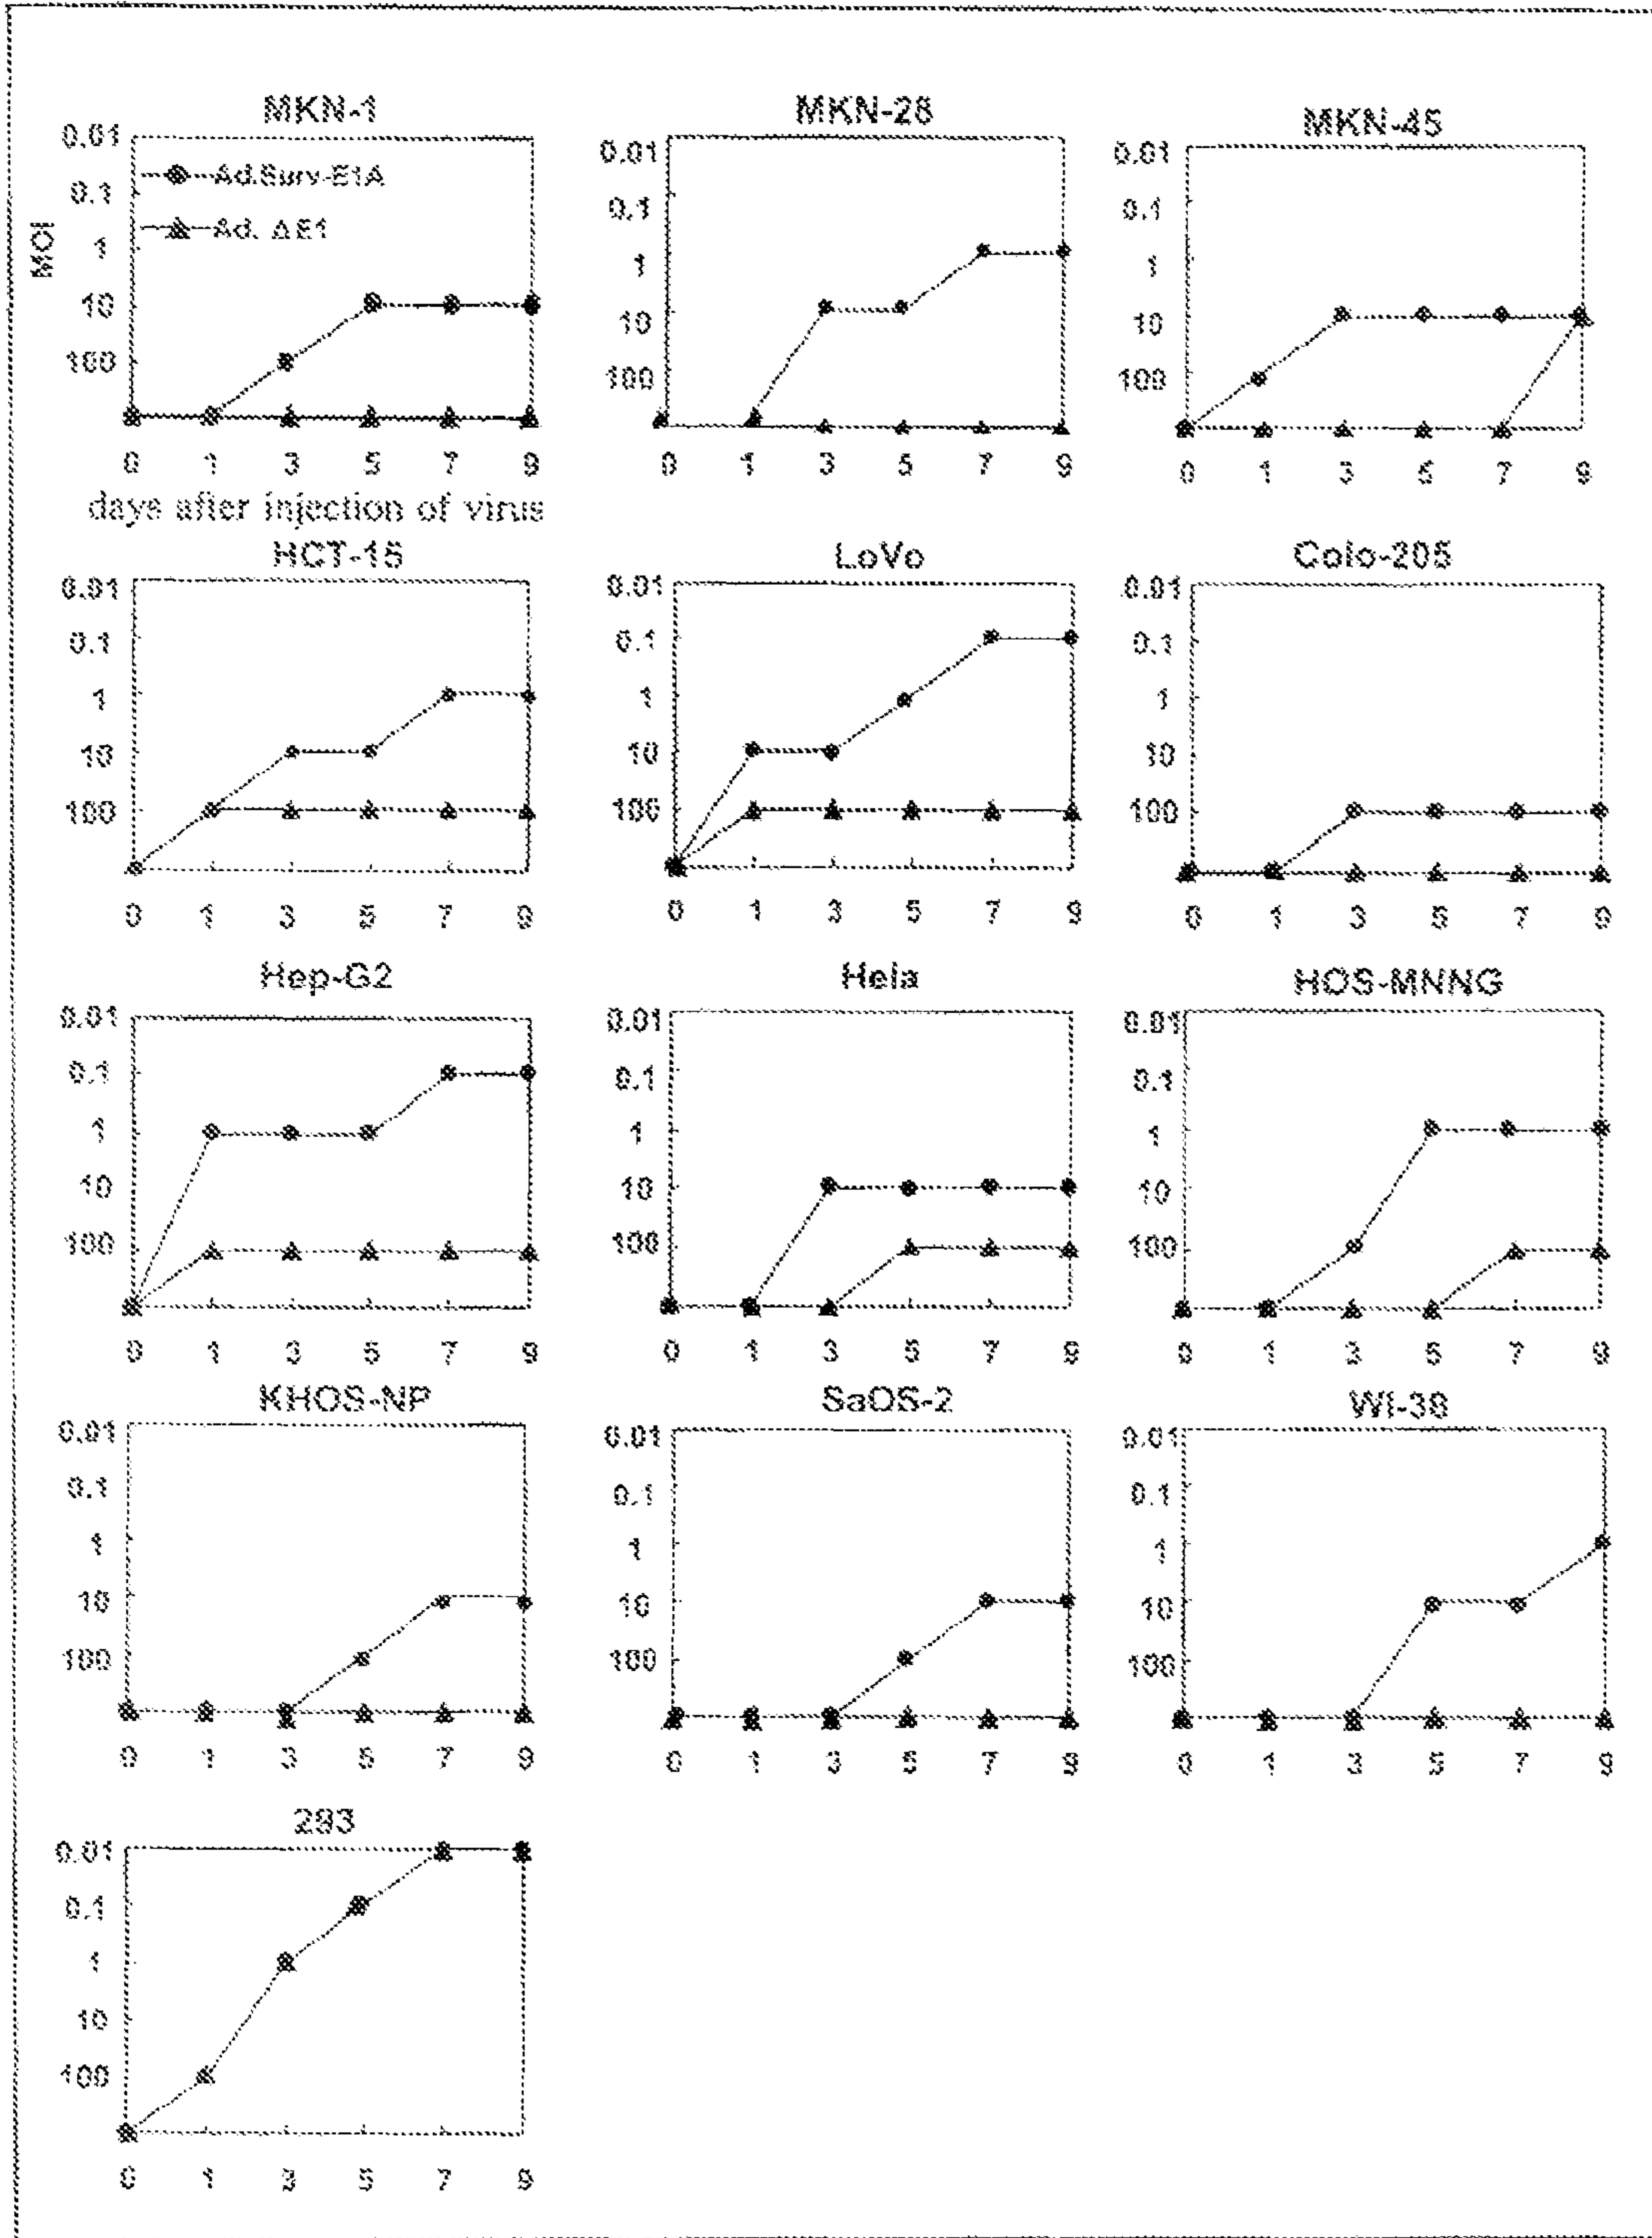 MKN-1
0.01
0.1
1
10
100
MOI
Ad.Surv-E1A
Ad. ΔE1
0 1 3 5 7 9
days after injection of virus
MKN-28
0.01
0.1
1
10
100
0 1 3 5 7 9
MKN-45
0.01
0.1
1
10
100
0 1 3 5 7 9
HCT-15
0.01
0.1
1
10
100
0 1 3 5 7 9
LoVo
0.01
0.1
1
10
100
0 1 3 5 7 9
Colo-205
0.01
0.1
1
10
100
0 1 3 5 7 9
Hep-G2
0.01
0.1
1
10
100
0 1 3 5 7 9
Hela
0.01
0.1
1
10
100
0 1 3 5 7 9
HOS-MNNG
0.01
0.1
1
10
100
0 1 3 5 7 9
KHOS-NP
0.01
0.1
1
10
100
0 1 3 5 7 9
SaOS-2
0.01
0.1
1
10
100
0 1 3 5 7 9
WI-38
0.01
0.1
1
10
100
0 1 3 5 7 9
293
0.01
0.1
1
10
100
0 1 3 5 7 9